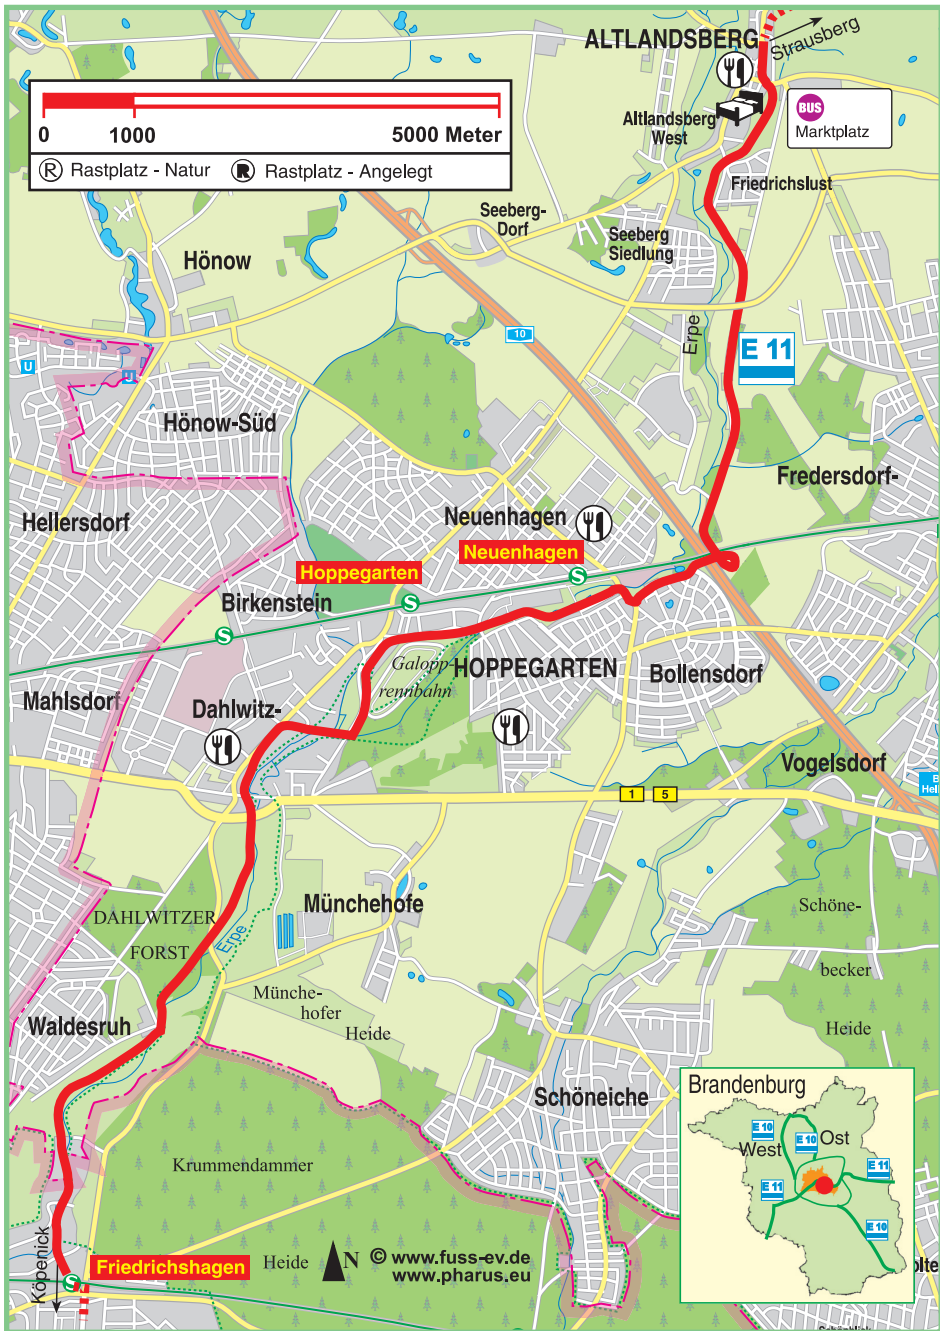 ALTLANDSBERG
Strausberg
0 1000 5000 Meter
R Rastplatz - Natur R Rastplatz - Angelegt
BUS
Marktplatz
Altlandsberg
West
Friedrichslust
Seeberg-
Dorf
Seeberg
Siedlung
Hönow
10
Erpe
E 11
U
U
Hönow-Süd
Fredersdorf-
Hellersdorf
Neuenhagen
Neuenhagen
Hoppegarten
S
S
S
Birkenstein
Galopp-
rennbahn
HOPPEGARTEN
Bollensdorf
Mahlsdorf
Dahlwitz-
Vogelsdorf
1 5
B
Hell
Münchehofe
DAHLWITZER
FORST
Erpe
Schöne-
becker
Heide
Münche-
hofer
Heide
Waldesruh
Schöneiche
Krummendammer
Heide
Köpenick
S
Friedrichshagen
N
© www.fuss-ev.de
www.pharus.eu
Brandenburg
E 10
West
E 10
Ost
E 11
E 11
E 10
olte